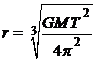 r = ∛(GMT²/4π²)